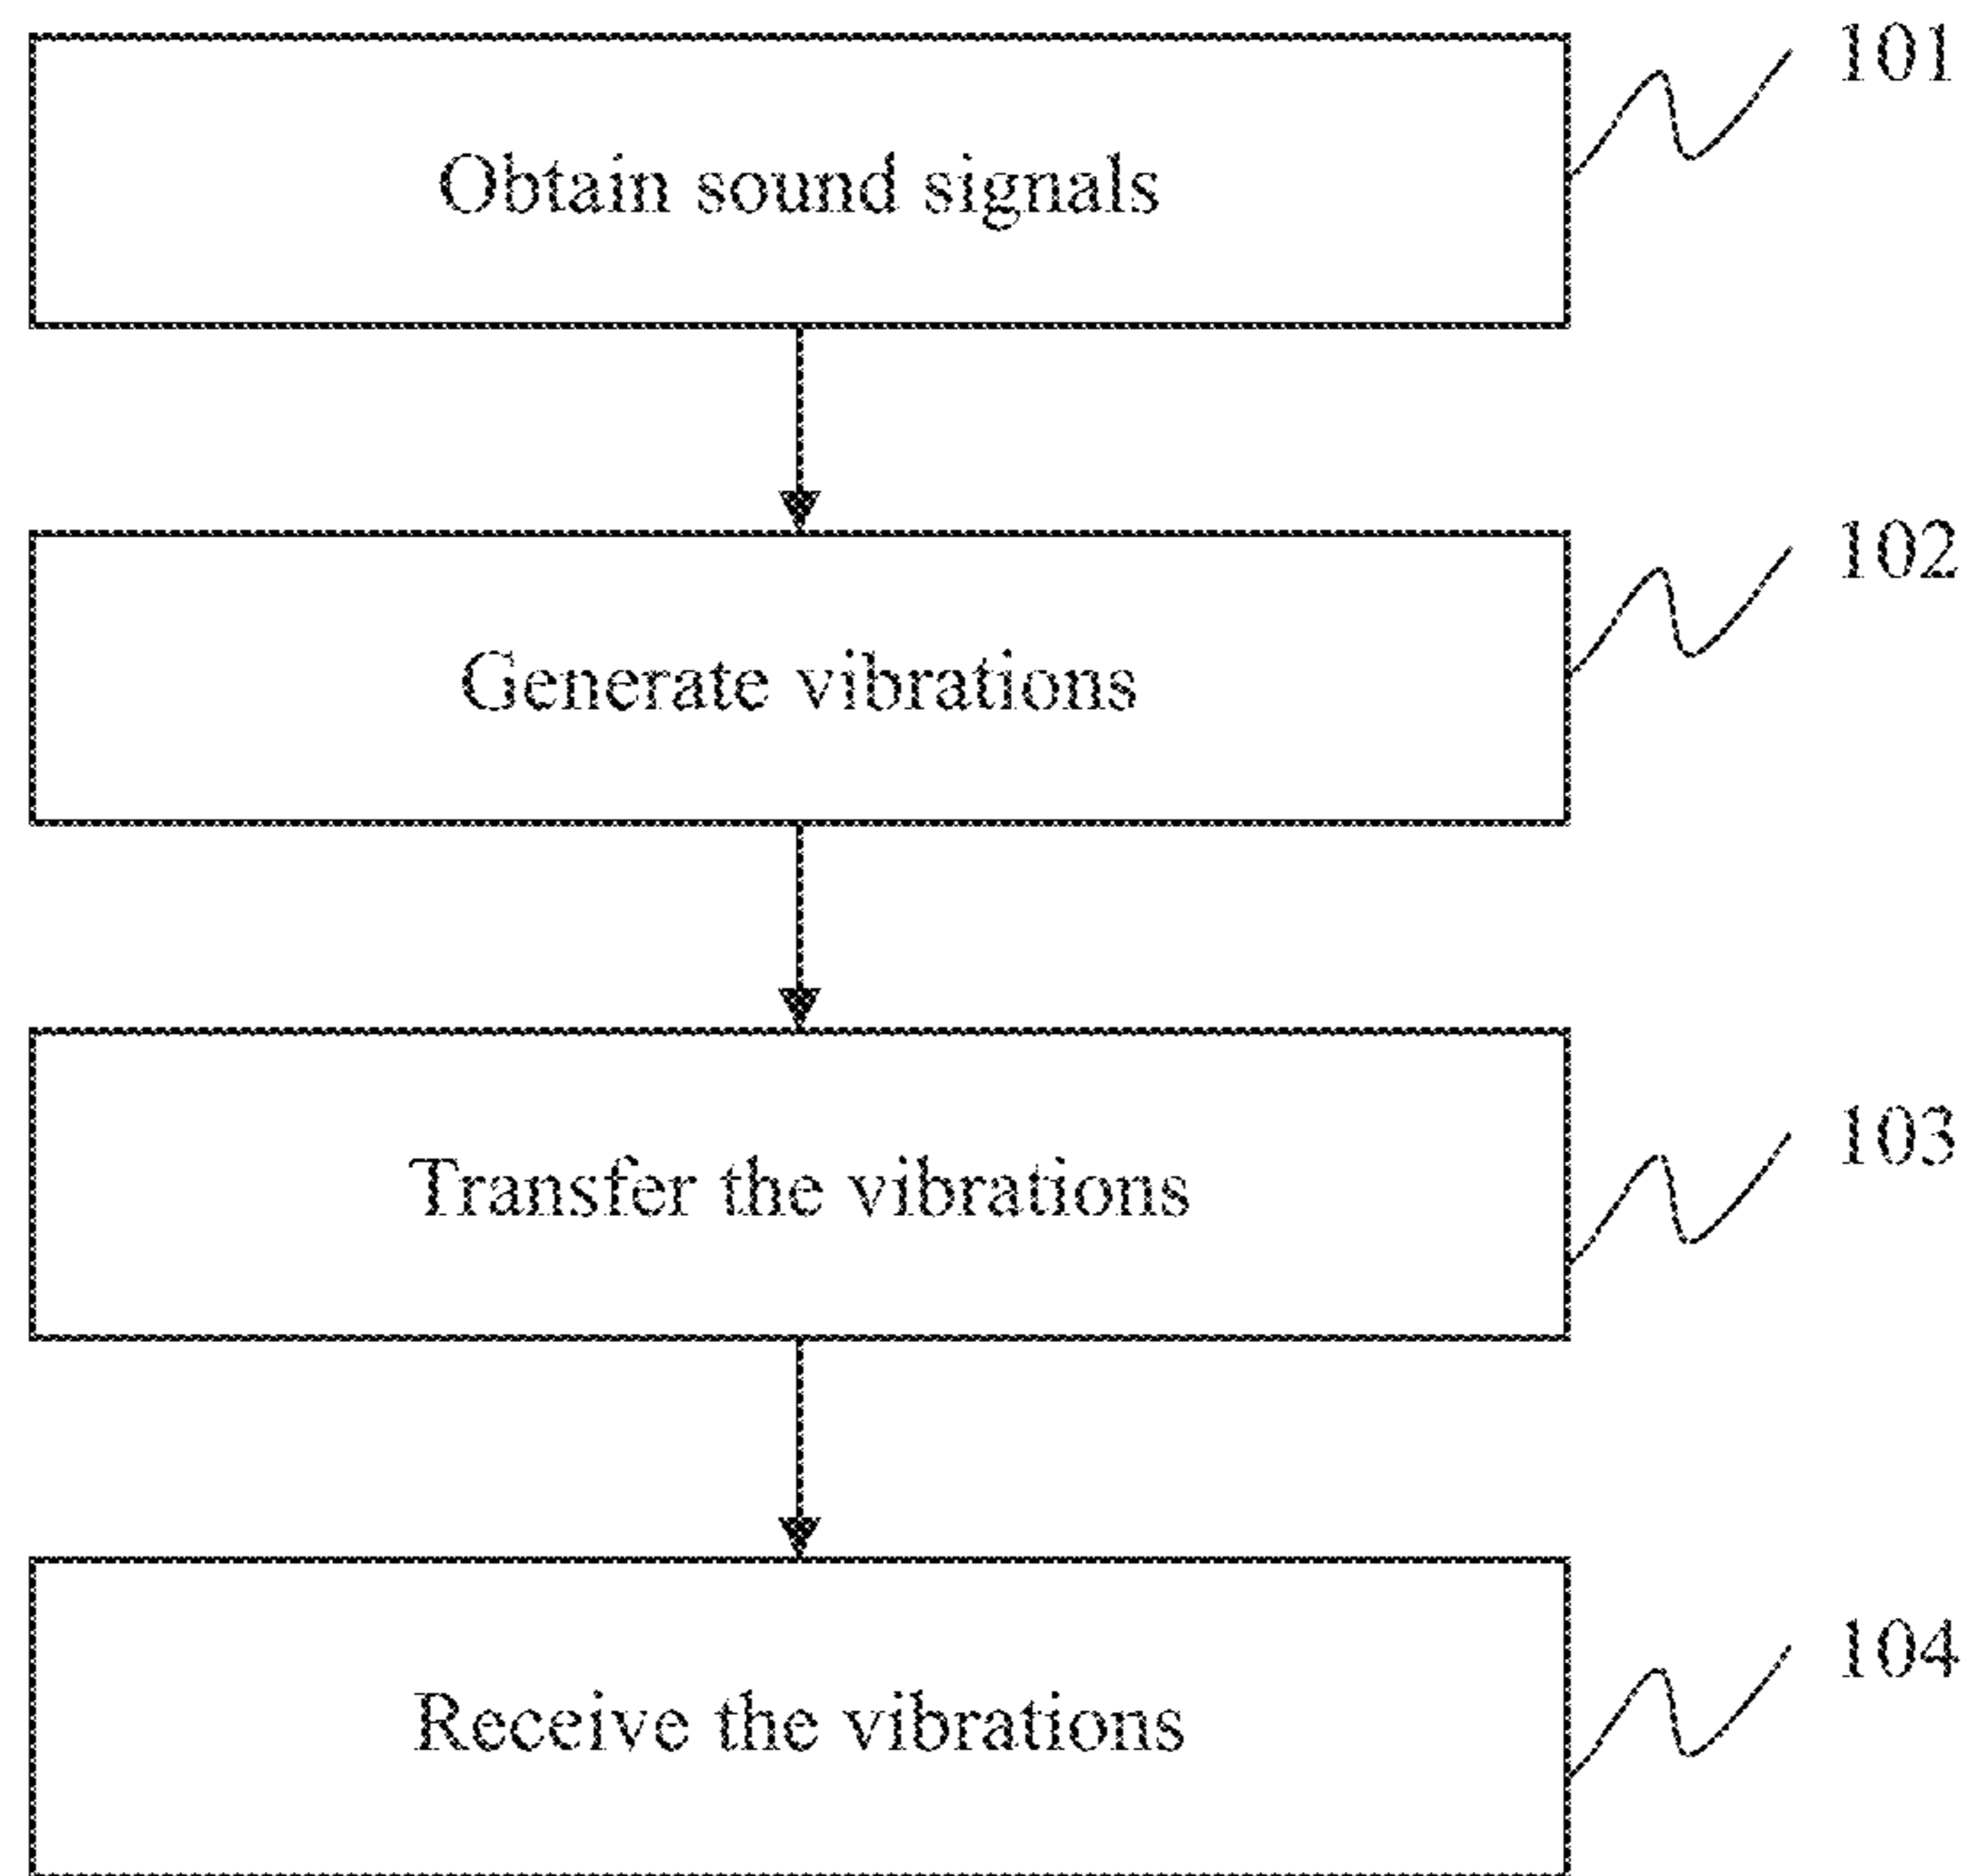 101
Obtain sound signals
102
Generate vibrations
103
Transfer the vibrations
104
Receive the vibrations